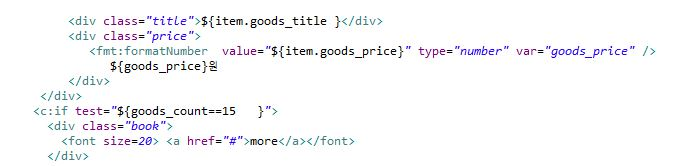 <div class="title">${item.goods_title }</div>
<div class="price">
<fmt:formatNumber  value="${item.goods_price}" type="number" var="goods_price" />
${goods_price}원
</div>
</div>
<c:if test="${goods_count==15   }">
<div class="book">
<font size=20> <a href="#">more</a></font>
</div>